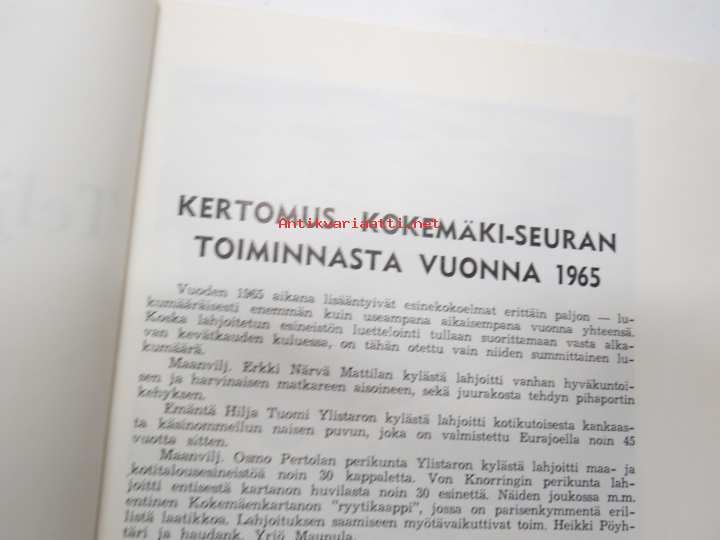 KERTOMUS KOKEMÄKI-SEURAN
Antikvariaatti.net
TOIMINNASTA VUONNA 1965
Vuoden 1965 aikana lisääntyivät esinekokoelmat erittäin paljon — lu-
kumääräisesti enemmän kuin useampana aikaisempana vuonna yhteensä.
Koska lahjoitetun esineistön luettelointi tullaan suorittamaan vasta alka-
van kevätkauden kuluessa, on tähän otettu vain niiden summittainen lu-
kumäärä.
Maanvilj. Erkki Närvä Mattilan kylästä lahjoitti vanhan hyväkuntoi-
sen ja harvinaisen matkareen aisoineen, sekä juurakosta tehdyn pihaportin
kehyksen.
Emäntä Hilja Tuomi Ylistaron kylästä lahjoitti kotikutoisesta kankaas-
ta käsinommellun naisen puvun, joka on valmistettu Eurajoella noin 45
vuotta sitten.
Maanvilj. Osmo Pertolan perikunta Ylistaron kylästä lahjoitti maa- ja
kotitalousesineistöä noin 30 kappaletta. Von Knorringin perikunta lah-
joitti entisestä kartanon huvilasta noin 30 esinettä. Näiden joukossa m.m.
entinen Kokemäenkartanon "ryytikaappi", jossa on parisenkymmentä eril-
listä laatikkoa. Lahjoituksen saamiseen myötävaikuttivat toim. Heikki Pöyh-
täri ja haudank. Yrjö Maunula.